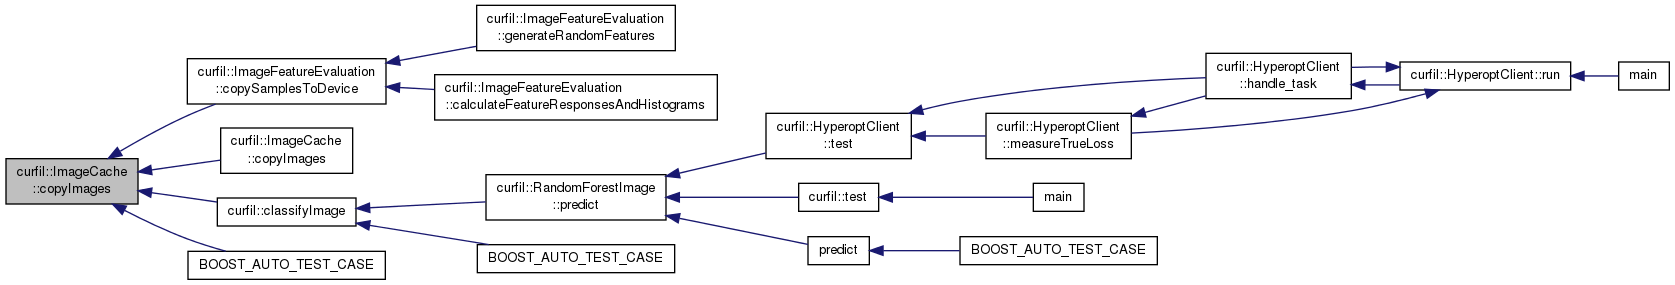 curfil::ImageCache
::copyImages
curfil::ImageFeatureEvaluation
::copySamplesToDevice
curfil::ImageFeatureEvaluation
::generateRandomFeatures
curfil::ImageFeatureEvaluation
::calculateFeatureResponsesAndHistograms
curfil::ImageCache
::copyImages
curfil::classifyImage
BOOST_AUTO_TEST_CASE
curfil::RandomForestImage
::predict
BOOST_AUTO_TEST_CASE
curfil::HyperoptClient
::test
curfil::test
predict
curfil::HyperoptClient
::measureTrueLoss
main
BOOST_AUTO_TEST_CASE
curfil::HyperoptClient
::handle_task
curfil::HyperoptClient::run
main